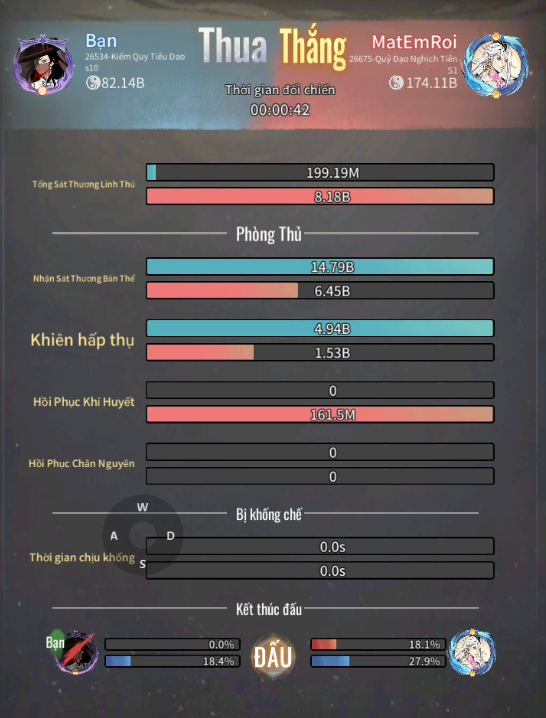 Bạn
26534-Kiếm Quy Tiêu Dao
s10
82.14B
Thua Thắng
Thời gian đối chiến
00:00:42
MatEmRoi
26675-Quỷ Đạo Nghịch Tiên
S1
174.11B
Tổng Sát Thương Linh Thú
199.19M
8.18B
Phòng Thủ
Nhận Sát Thương Bản Thể
14.79B
6.45B
Khiên hấp thụ
4.94B
1.53B
Hồi Phục Khí Huyết
0
161.5M
Hồi Phục Chân Nguyên
0
0
Bị khống chế
W
A
D
S
Thời gian chịu khống
0.0s
0.0s
Kết thúc đấu
Bạn
0.0%
18.4%
ĐẤU
18.1%
27.9%